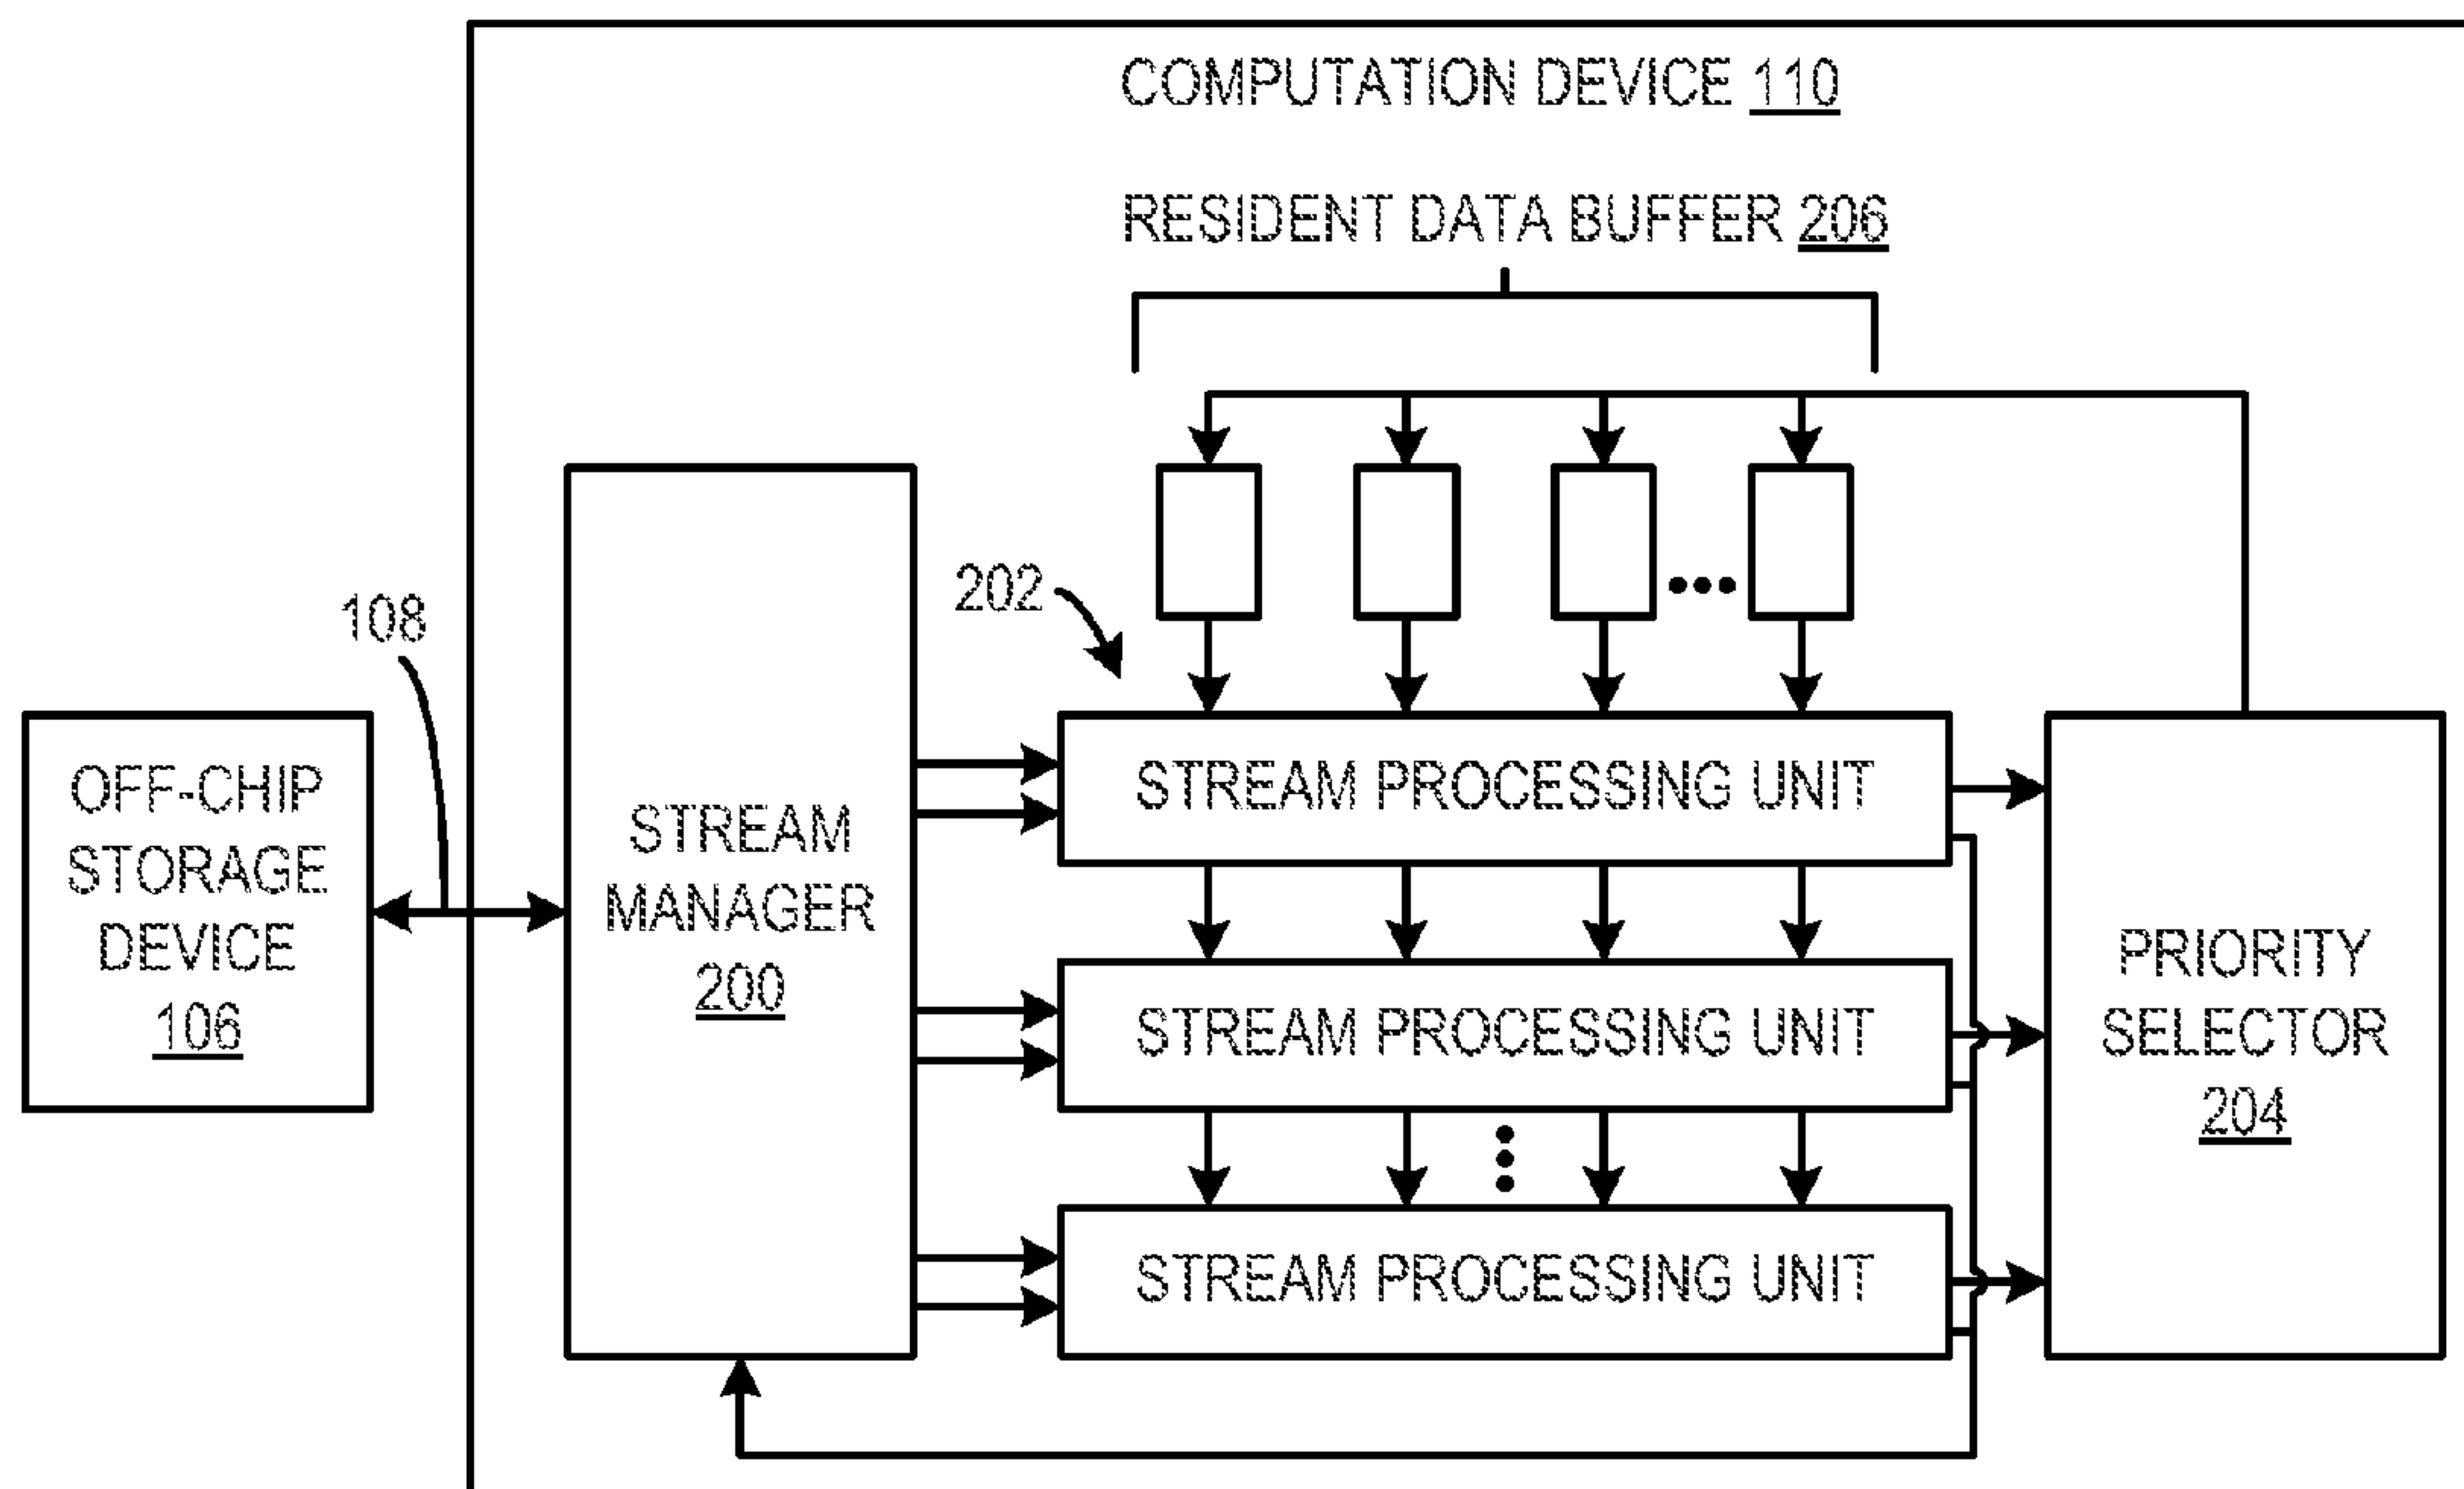 COMPUTATION DEVICE 110
RESIDENT DATA BUFFER 206
202
108
OFF-CHIP
STORAGE
DEVICE
106
STREAM
MANAGER
200
STREAM PROCESSING UNIT
STREAM PROCESSING UNIT
STREAM PROCESSING UNIT
PRIORITY
SELECTOR
204